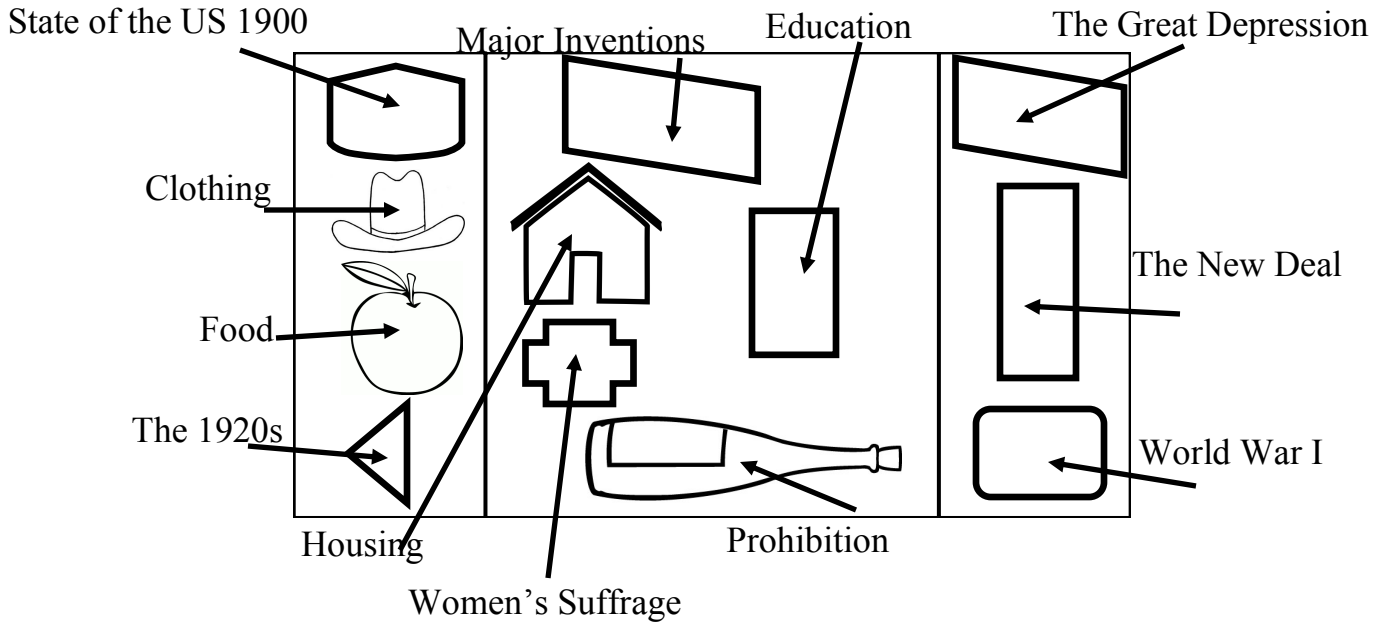 State of the US 1900
Major Inventions
Education
The Great Depression
Clothing
The New Deal
Food
The 1920s
World War I
Housing
Prohibition
Women’s Suffrage